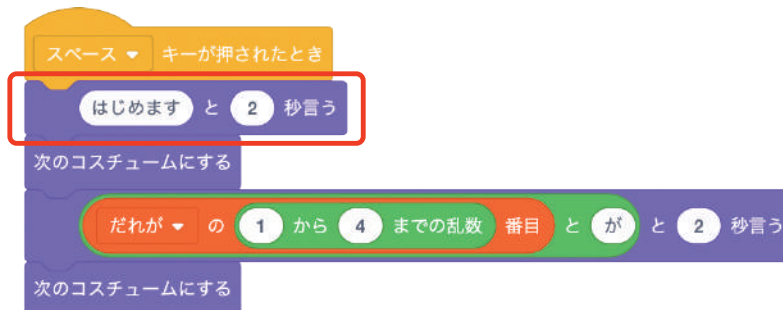 スペース キーが押されたとき
はじめます と 2 秒言う
次のコスチュームにする
だれが の 1 から 4 までの乱数 番目 と が と 2 秒言う
次のコスチュームにする